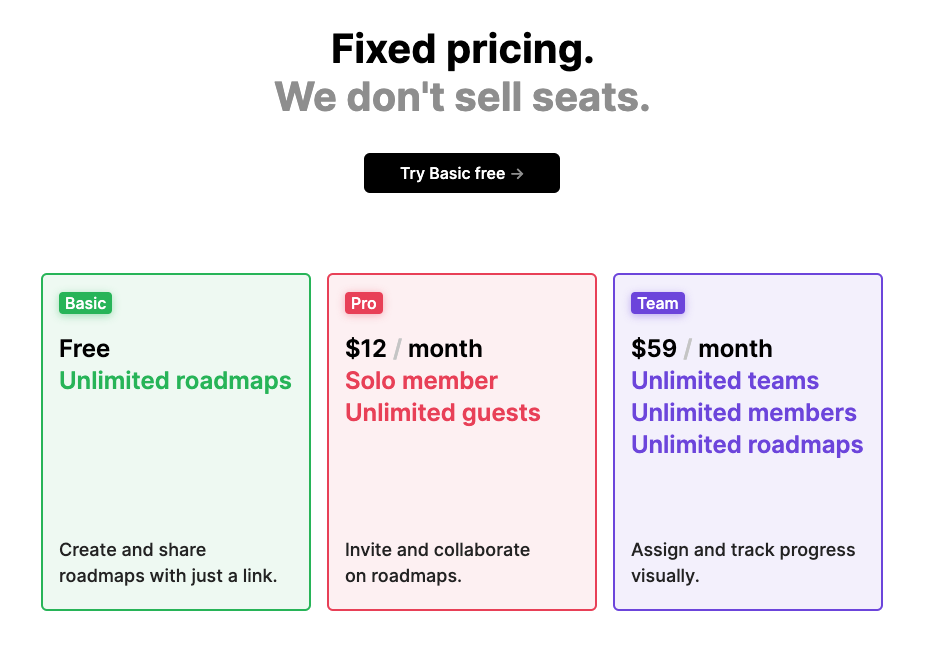 Fixed pricing.
We don't sell seats.
Try Basic free →
Basic
Free
Unlimited roadmaps
Create and share
roadmaps with just a link.
Pro
$12 / month
Solo member
Unlimited guests
Invite and collaborate
on roadmaps.
Team
$59 / month
Unlimited teams
Unlimited members
Unlimited roadmaps
Assign and track progress
visually.